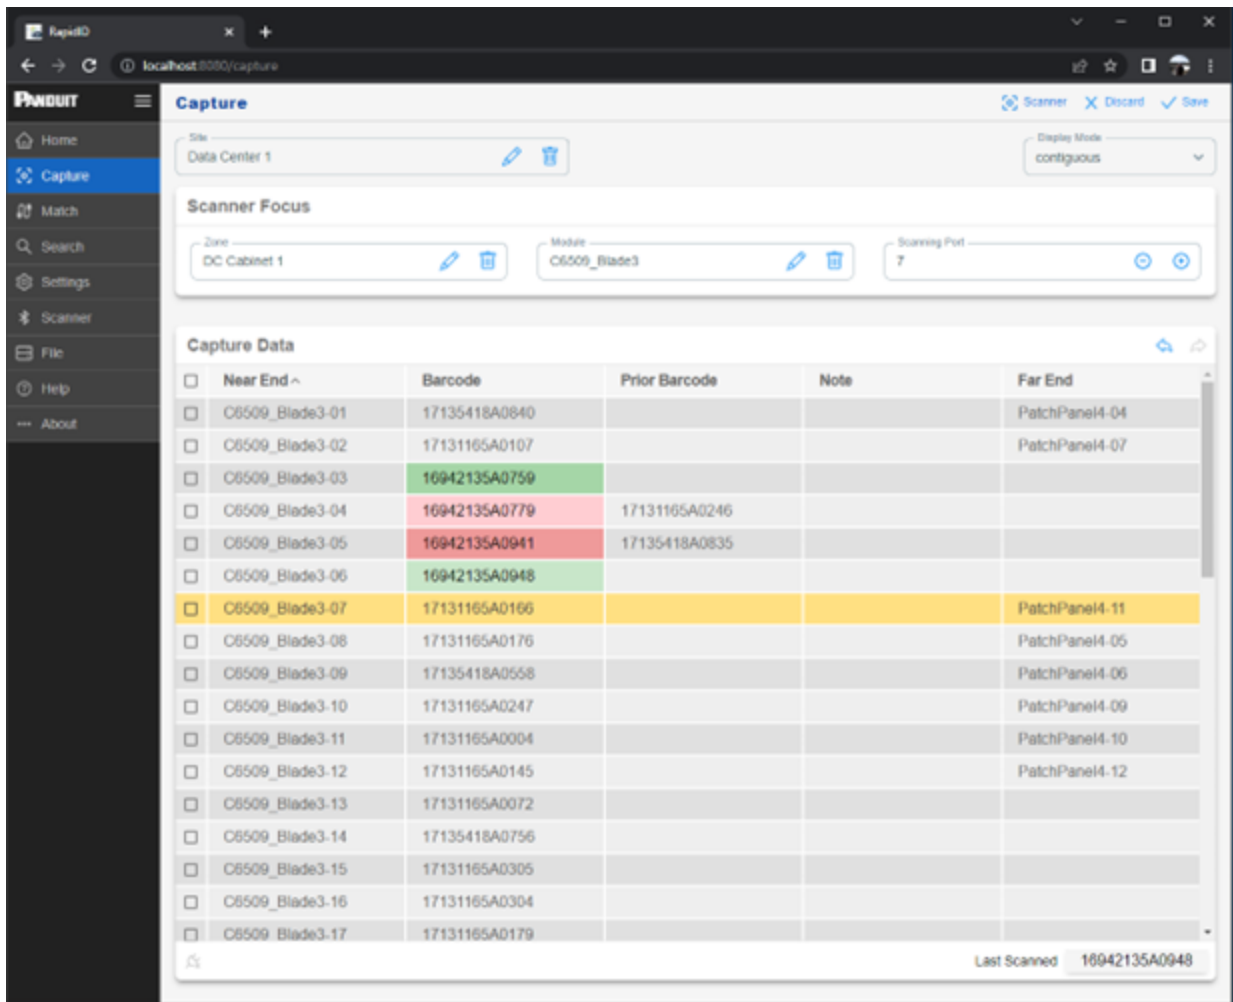 RapidID
localhost:8080/capture
PANDUIT
Capture
Scanner Discard Save
Home
Capture
Match
Search
Settings
Scanner
File
Help
About
Site
Data Center 1
Display Mode
contiguous
Scanner Focus
Zone
DC Cabinet 1
Module
C6509_Blade3
Scanning Port
7
Capture Data
Near End Barcode Prior Barcode Note Far End
C6509_Blade3-01 17135418A0840 PatchPanel4-04
C6509_Blade3-02 17131165A0107 PatchPanel4-07
C6509_Blade3-03 16942135A0759
C6509_Blade3-04 16942135A0779 17131165A0246
C6509_Blade3-05 16942135A0941 17135418A0835
C6509_Blade3-06 16942135A0948
C6509_Blade3-07 17131165A0166 PatchPanel4-11
C6509_Blade3-08 17131165A0176 PatchPanel4-05
C6509_Blade3-09 17135418A0558 PatchPanel4-06
C6509_Blade3-10 17131165A0247 PatchPanel4-09
C6509_Blade3-11 17131165A0004 PatchPanel4-10
C6509_Blade3-12 17131165A0145 PatchPanel4-12
C6509_Blade3-13 17131165A0072
C6509_Blade3-14 17135418A0756
C6509_Blade3-15 17131165A0305
C6509_Blade3-16 17131165A0304
C6509_Blade3-17 17131165A0179
Last Scanned 16942135A0948